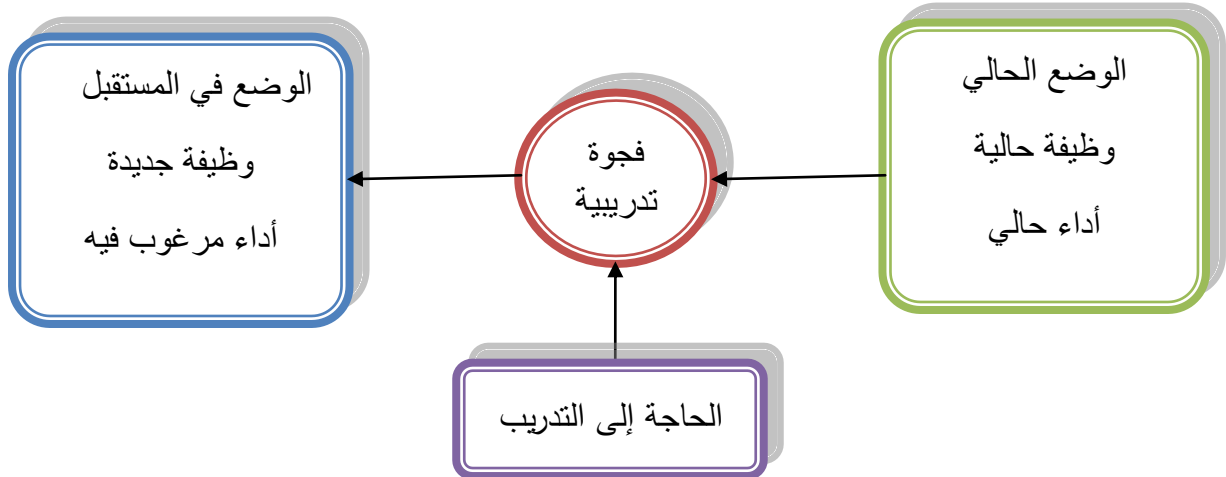 الوضع الحالي
وظيفة حالية
أداء حالي
فجوة
تدريبية
الوضع في المستقبل
وظيفة جديدة
أداء مرغوب فيه
الحاجة إلى التدريب